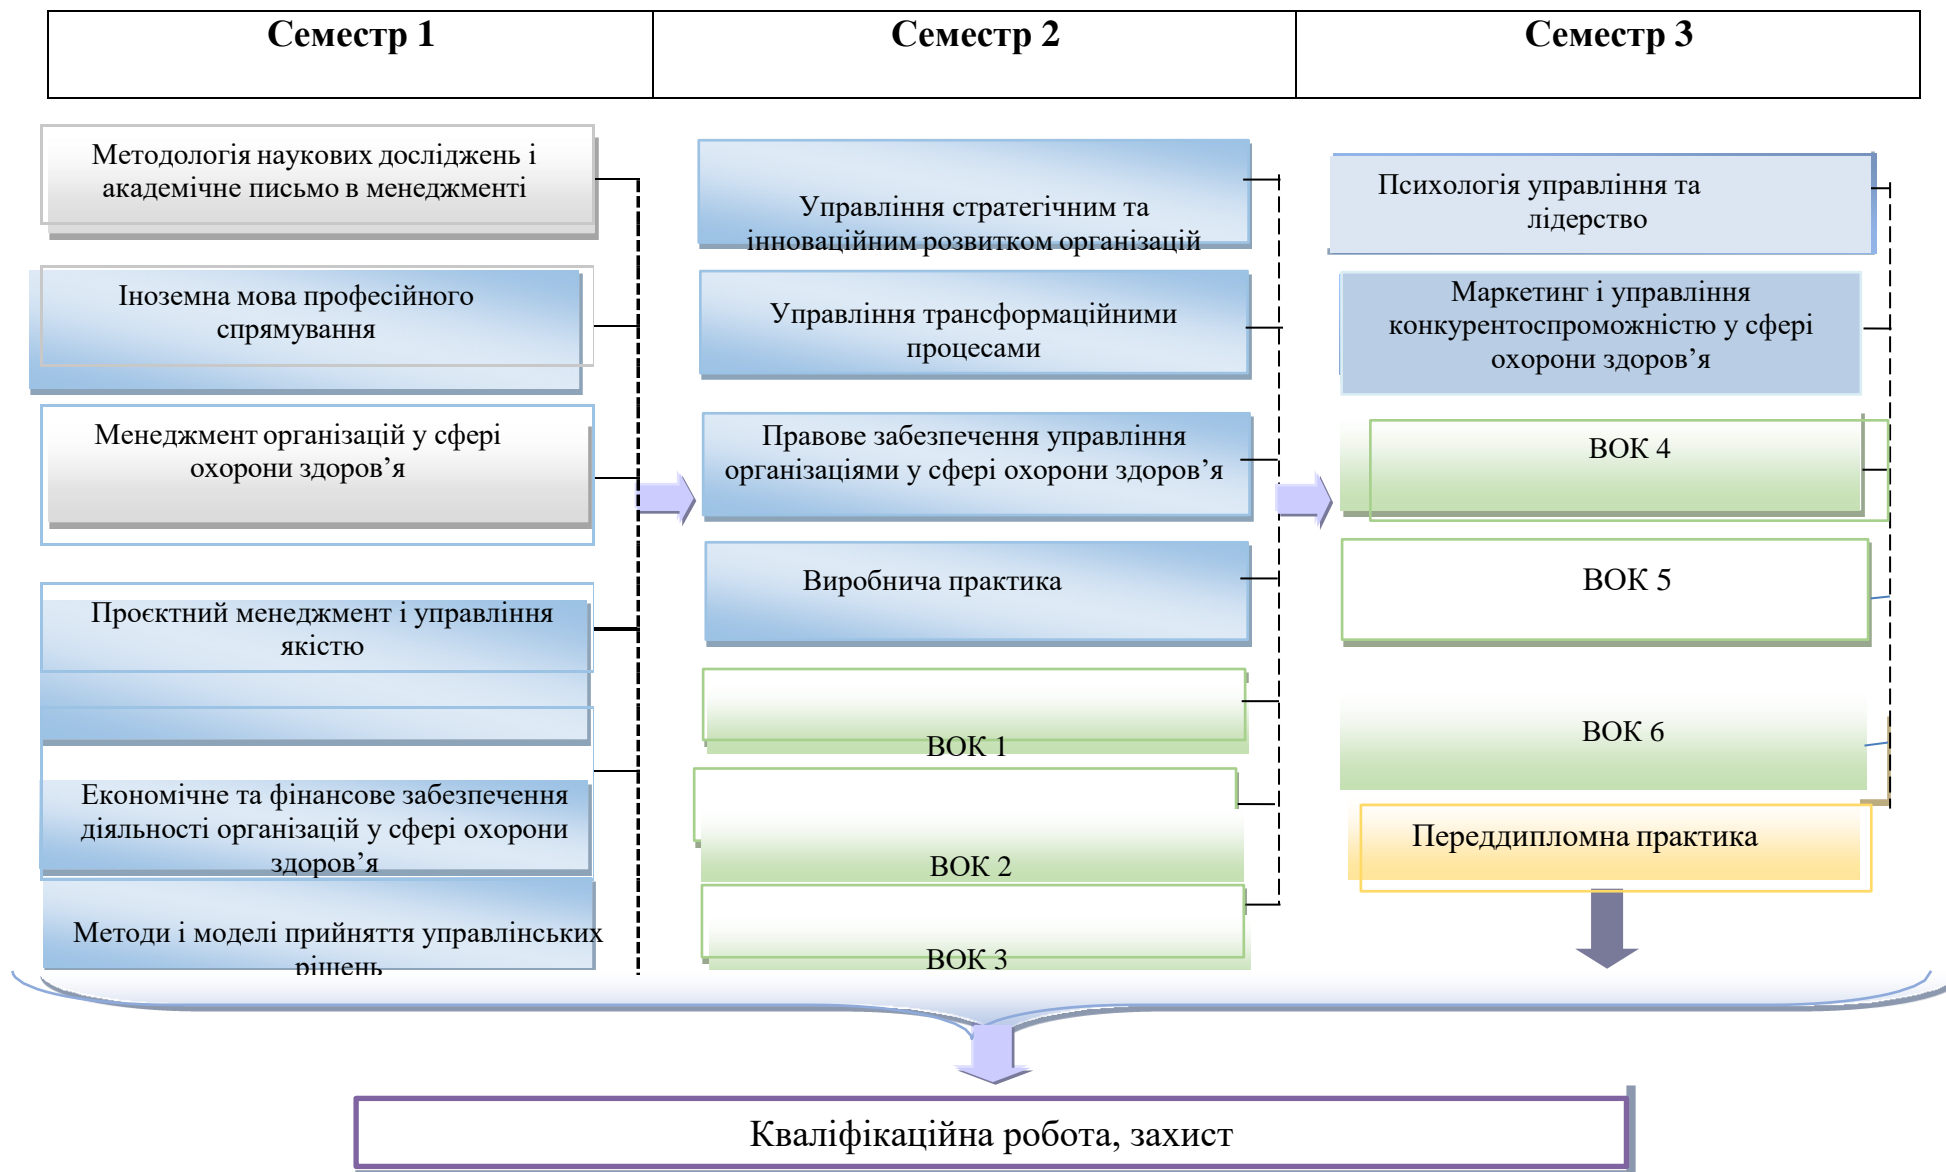 Семестр 1
Семестр 2
Семестр 3
Методологія наукових досліджень і
академічне письмо в менеджменті
Іноземна мова професійного
спрямування
Менеджмент організацій у сфері
охорони здоров’я
Проєктний менеджмент і управління
якістю
Економічне та фінансове забезпечення
діяльності організацій у сфері охорони
здоров’я
Методи і моделі прийняття управлінських
рішень
Управління стратегічним та
інноваційним розвитком організацій
Управління трансформаційними
процесами
Правове забезпечення управління
організаціями у сфері охорони здоров’я
Виробнича практика
ВОК 1
ВОК 2
ВОК 3
Психологія управління та
лідерство
Маркетинг і управління
конкурентоспроможністю у сфері
охорони здоров’я
ВОК 4
ВОК 5
ВОК 6
Переддипломна практика
Кваліфікаційна робота, захист